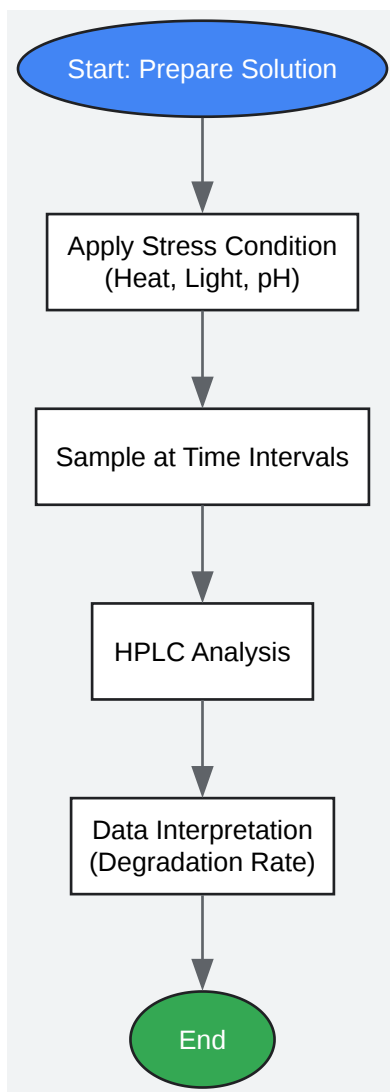 Start: Prepare Solution
Apply Stress Condition
(Heat, Light, pH)
Sample at Time Intervals
HPLC Analysis
Data Interpretation
(Degradation Rate)
End